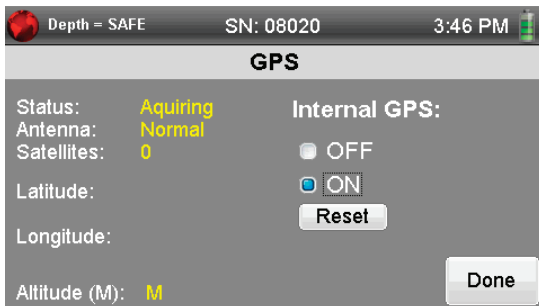 Depth = SAFE SN: 08020 3:46 PM
GPS
Status: Aquiring
Antenna: Normal
Satellites: 0
Latitude:
Longitude:
Altitude (M): M
Internal GPS:
OFF
ON
Reset
Done